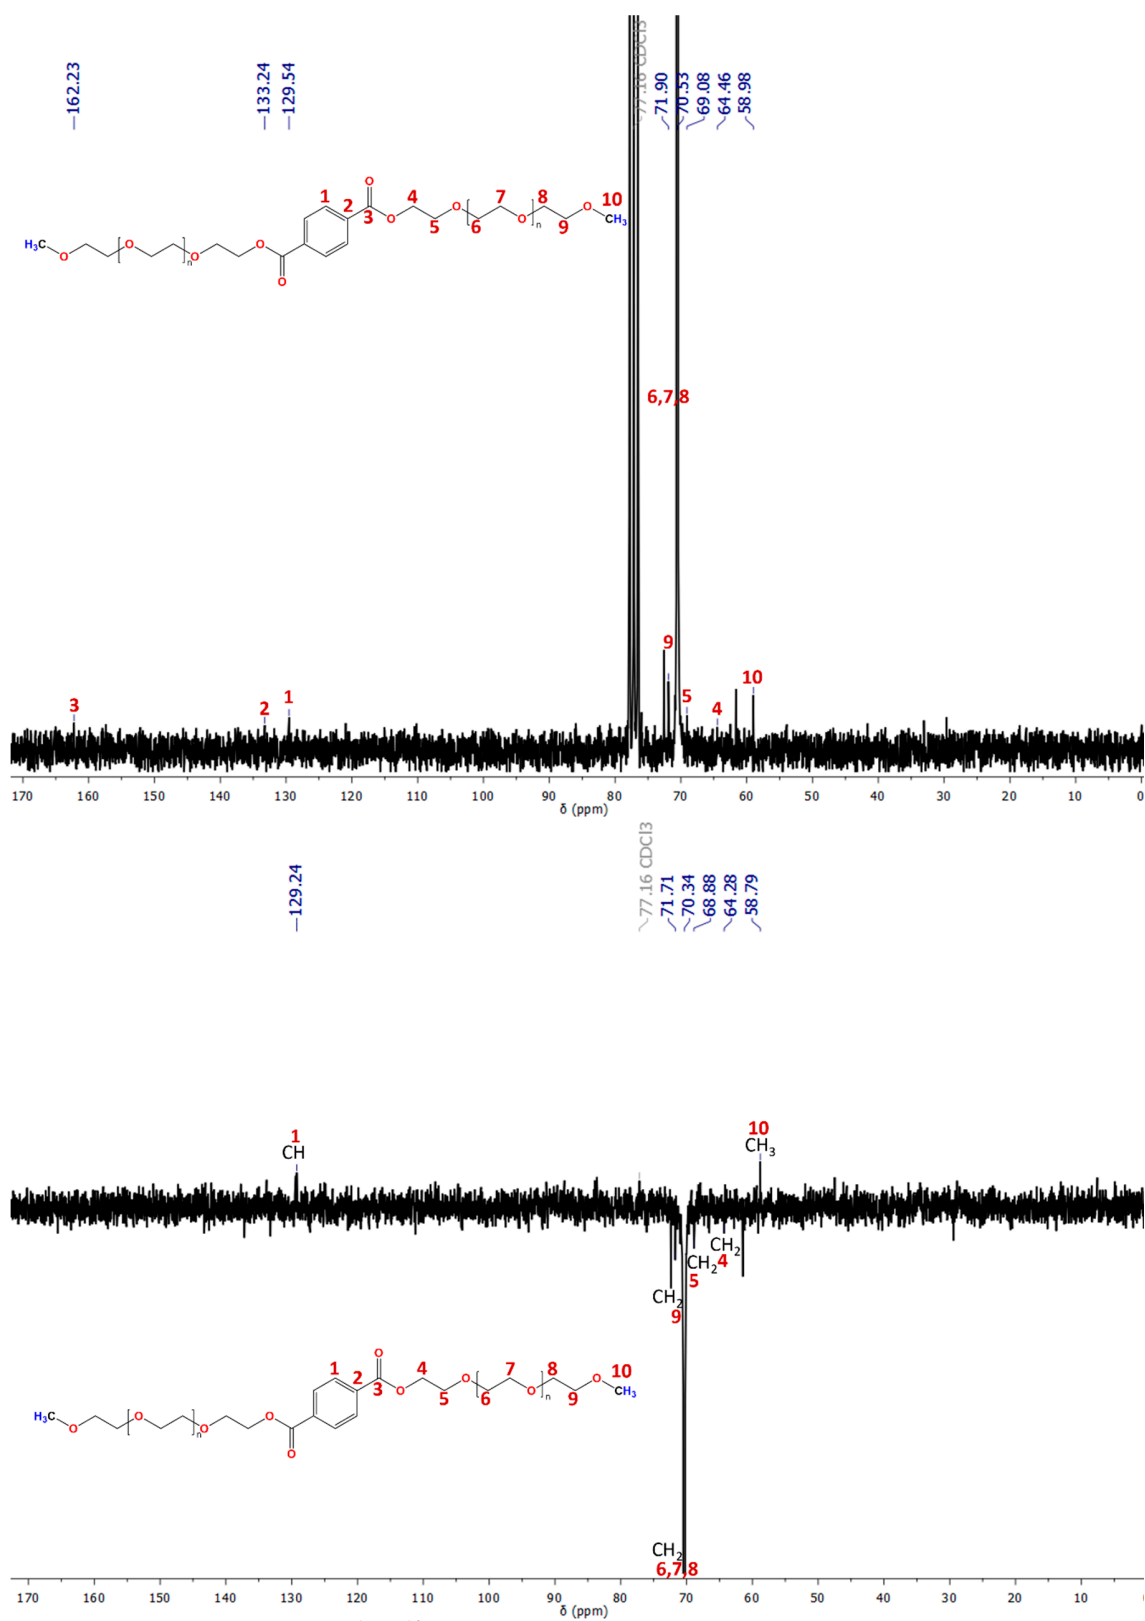 162.23
133.24
129.54
77.16 CDCl3
71.90
70.53
69.08
64.46
58.98
1
2
3
O
O
4
5
O
6
7
O
n
8
9
O
10
CH3
H3C
O
O
n
O
O
O
6,7,8
3
2
1
9
5
4
10
170 160 150 140 130 120 110 100 90 80 70 60 50 40 30 20 10 0
δ (ppm)
129.24
77.16 CDCl3
71.71
70.34
68.88
64.28
58.79
1
CH
10
CH3
CH2 4
CH2
5
CH2
9
1
2
3
O
O
4
5
O
6
7
O
n
8
9
O
10
CH3
H3C
O
O
n
O
O
O
CH2
6,7,8
170 160 150 140 130 120 110 100 90 80 70 60 50 40 30 20 10 0
δ (ppm)